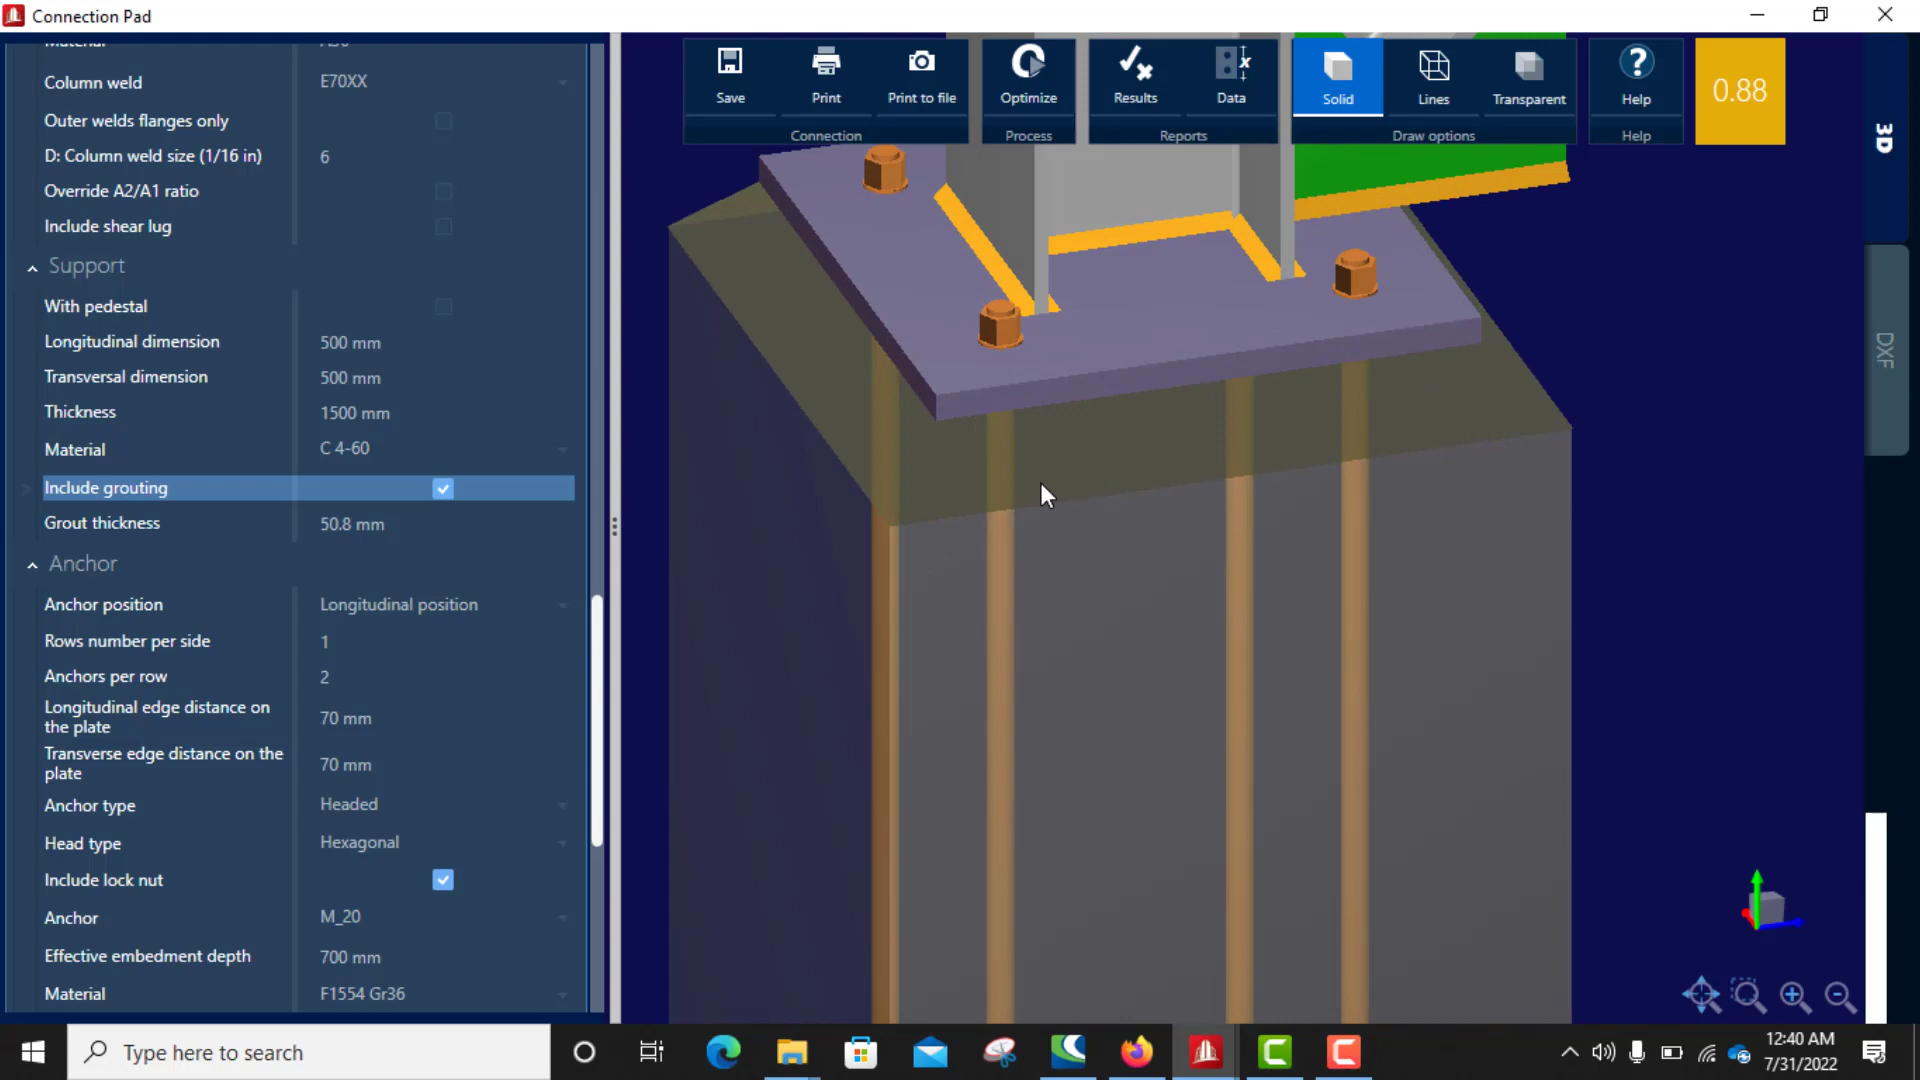 Connection Pad
Column weld E70XX
Outer welds flanges only
D: Column weld size (1/16 in) 6
Override A2/A1 ratio
Include shear lug
Support
With pedestal
Longitudinal dimension 500 mm
Transversal dimension 500 mm
Thickness 1500 mm
Material C 4-60
Include grouting
Grout thickness 50.8 mm
Anchor
Anchor position Longitudinal position
Rows number per side 1
Anchors per row 2
Longitudinal edge distance on
the plate 70 mm
Transverse edge distance on the
plate 70 mm
Anchor type Headed
Head type Hexagonal
Include lock nut
Anchor M_20
Effective embedment depth 700 mm
Material F1554 Gr36
Save Print Print to file Optimize Results Data Solid Lines Transparent Help
Connection Process Reports Draw options Help
0.88
3D
DXF
Type here to search
12:40 AM
7/31/2022